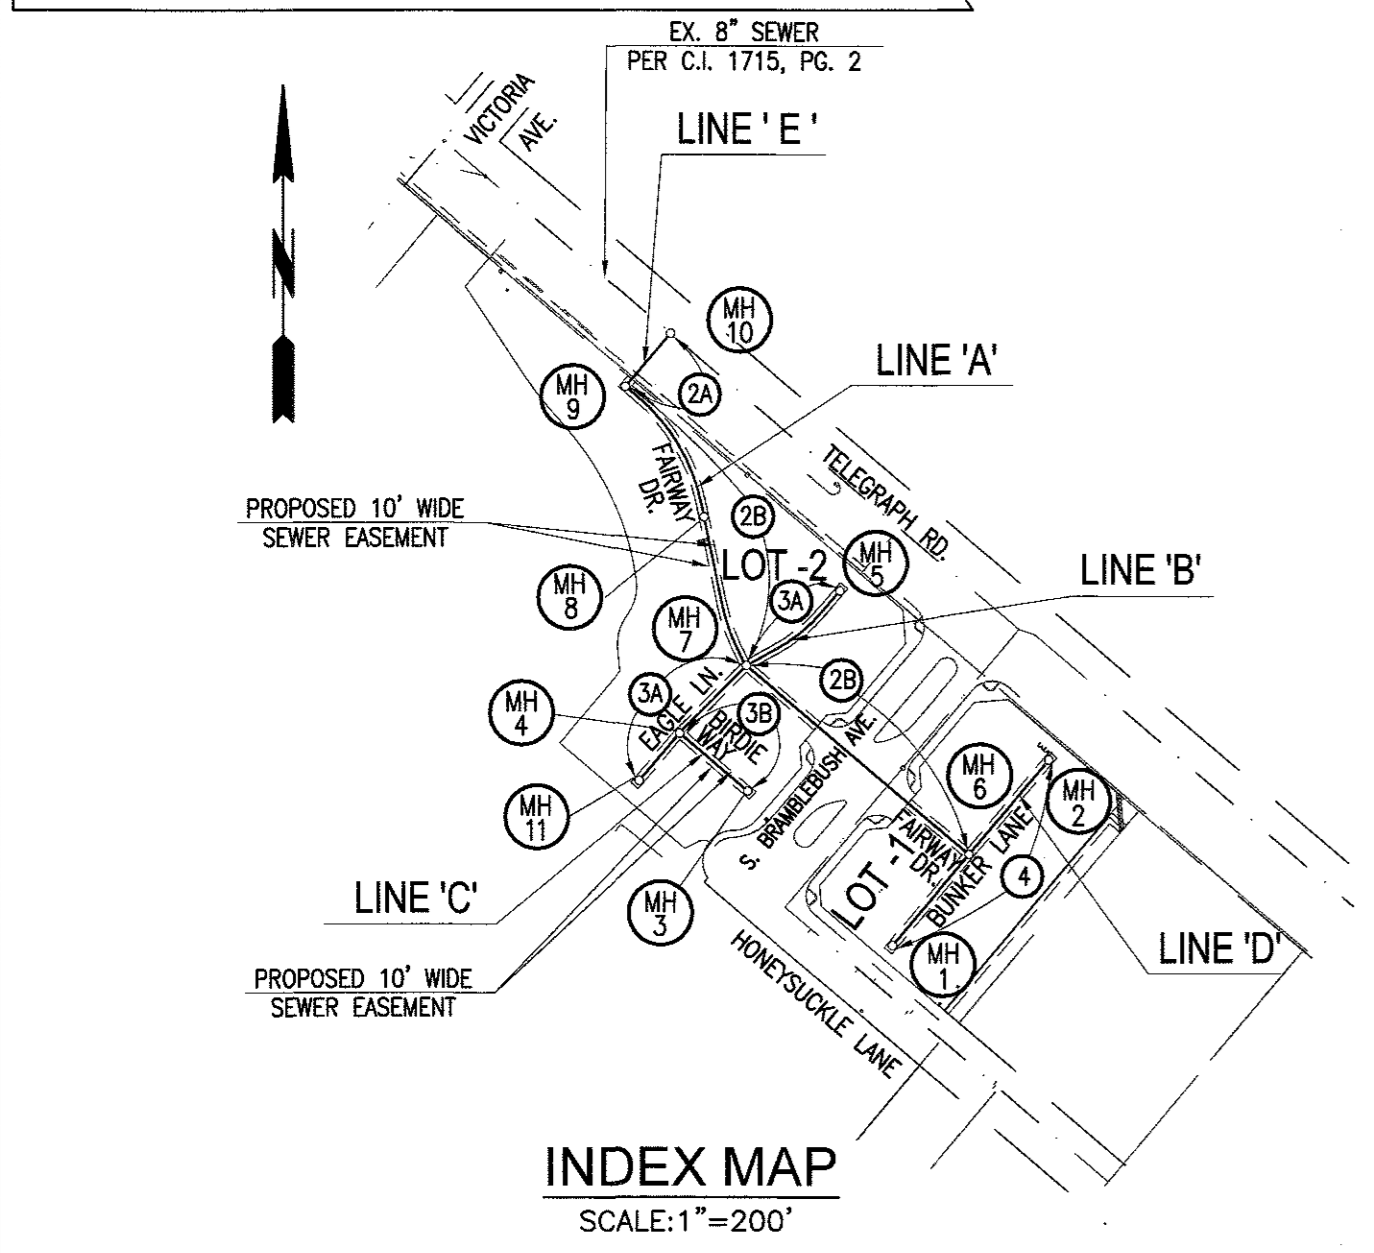 EX. 8" SEWER
PER C.I. 1715, PG. 2
VICTORIA
AVE.
LINE ' E '
N
MH
10
LINE 'A'
MH
9
2A
FAIRWAY
DR.
TELEGRAPH RD.
PROPOSED 10' WIDE
SEWER EASEMENT
2B
LOT -2
MH
5
LINE 'B'
MH
8
3A
MH
7
2B
3A
EAGLE LN.
MH
4
3B
BIRDIE
WAY
S. BRAMBLEBUSH AVE.
MH
6
MH
2
MH
11
FAIRWAY
DR.
BUNKER LANE
4
LOT -1
LINE 'C'
MH
3
MH
1
LINE 'D'
HONEYSUCKLE LANE
PROPOSED 10' WIDE
SEWER EASEMENT
INDEX MAP
SCALE:1"=200'